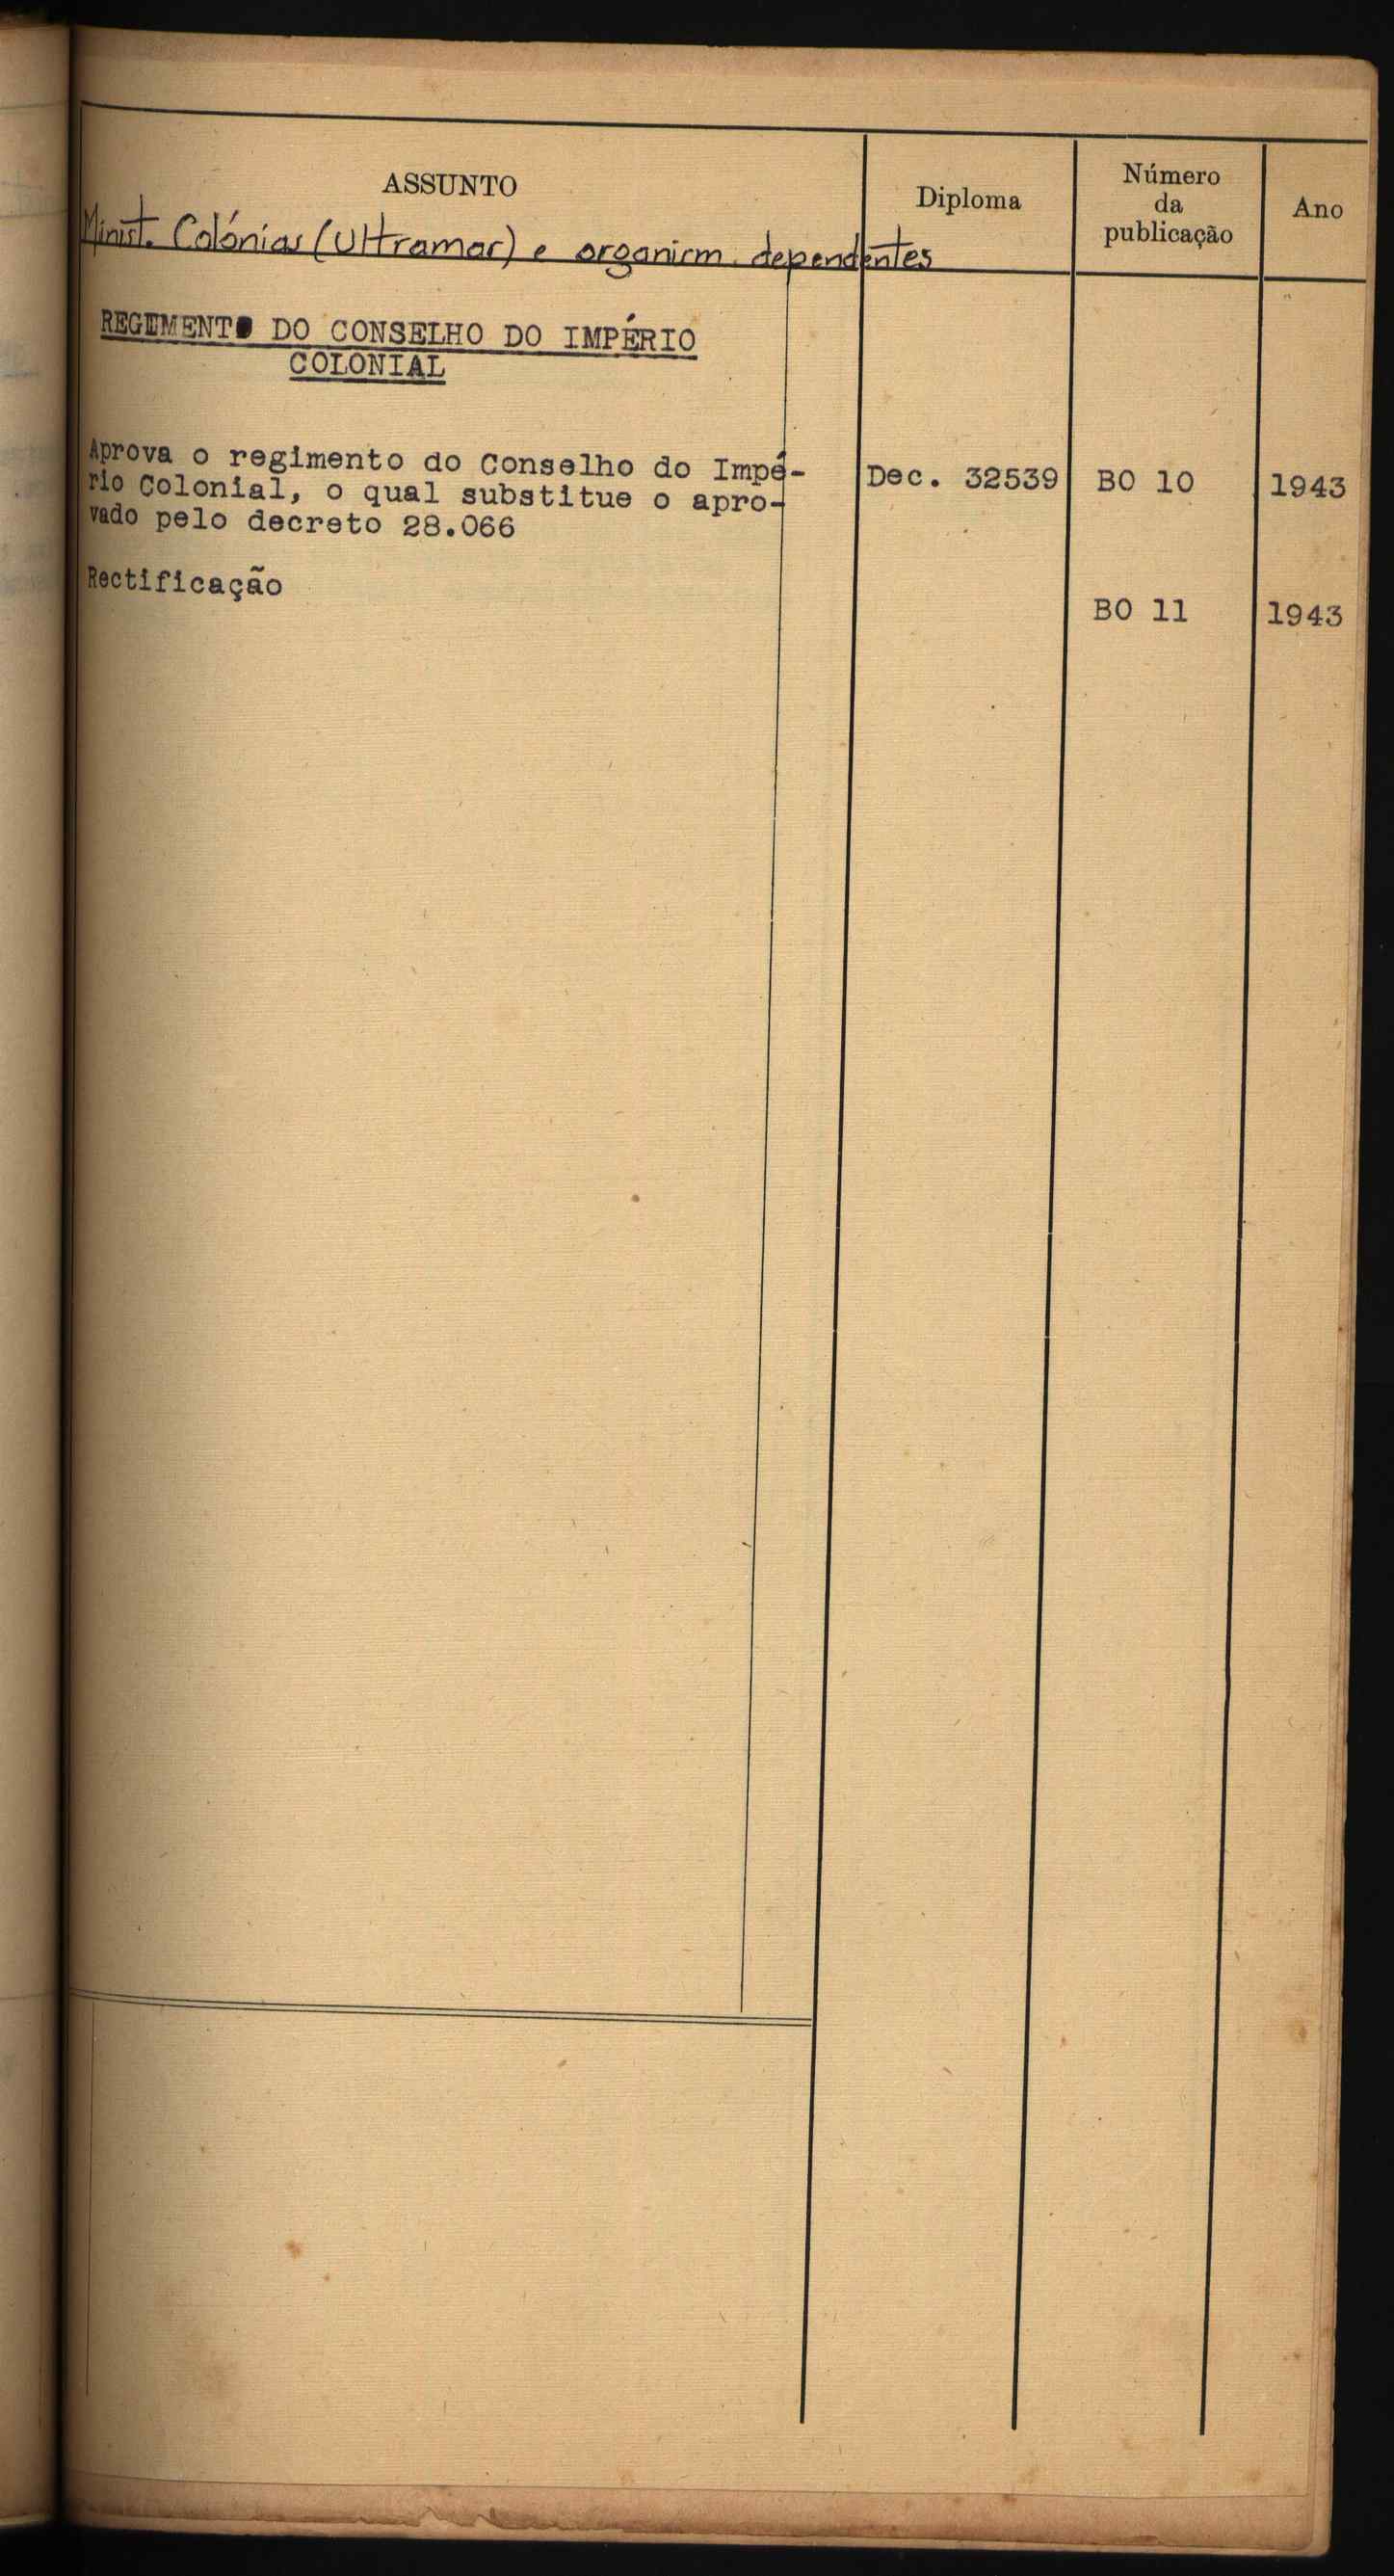 ASSUNTO
Diploma
Número
da
publicação
Ano
Minist. Colónias (Ultramar) e organism. dependentes
REGIMENTO DO CONSELHO DO IMPÉRIO
COLONIAL
Aprova o regimento do Conselho do Impé-
rio Colonial, o qual substitue o apro-
vado pelo decreto 28.066
Dec. 32539 BO 10 1943
Rectificação
BO 11 1943